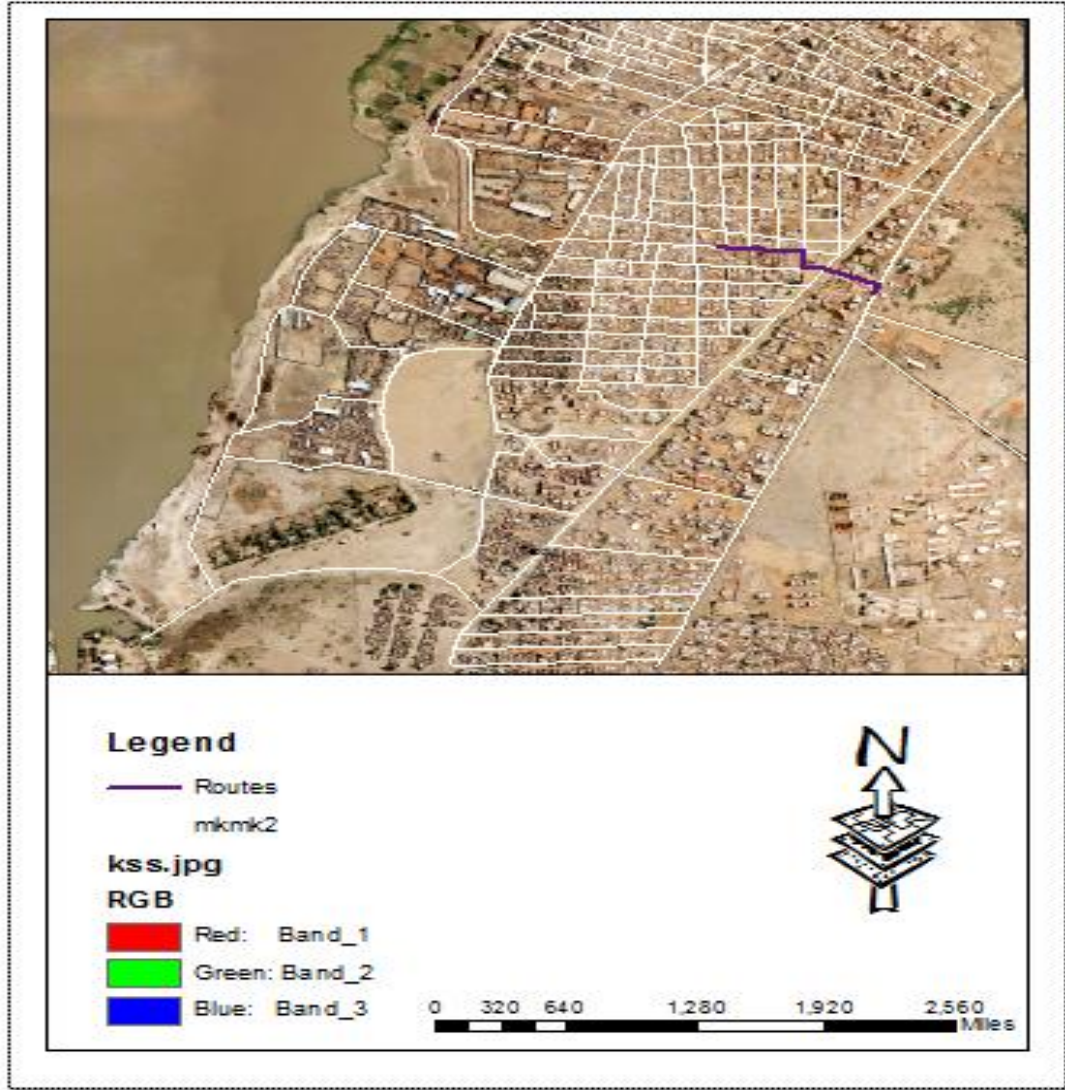 Legend
Routes
mkmk2
kss.jpg
RGB
Red: Band_1
Green: Band_2
Blue: Band_3
N
0 320 640 1,280 1,920 2,560
Miles